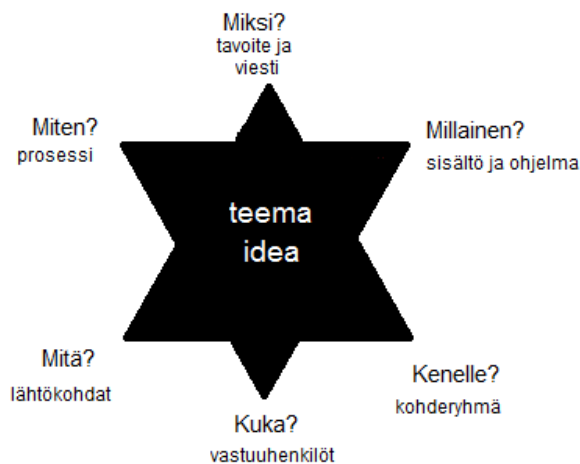 Miksi?
tavoite ja
viesti
Miten?
prosessi
Millainen?
sisältö ja ohjelma
teema
idea
Mitä?
lähtökohdat
Kenelle?
kohderyhmä
Kuka?
vastuuhenkilöt